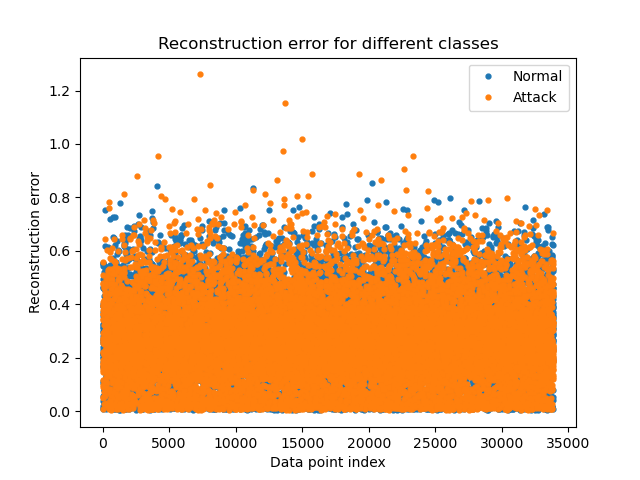 Reconstruction error for different classes
Normal
Attack
Reconstruction error
1.2
1.0
0.8
0.6
0.4
0.2
0.0
0 5000 10000 15000 20000 25000 30000 35000
Data point index